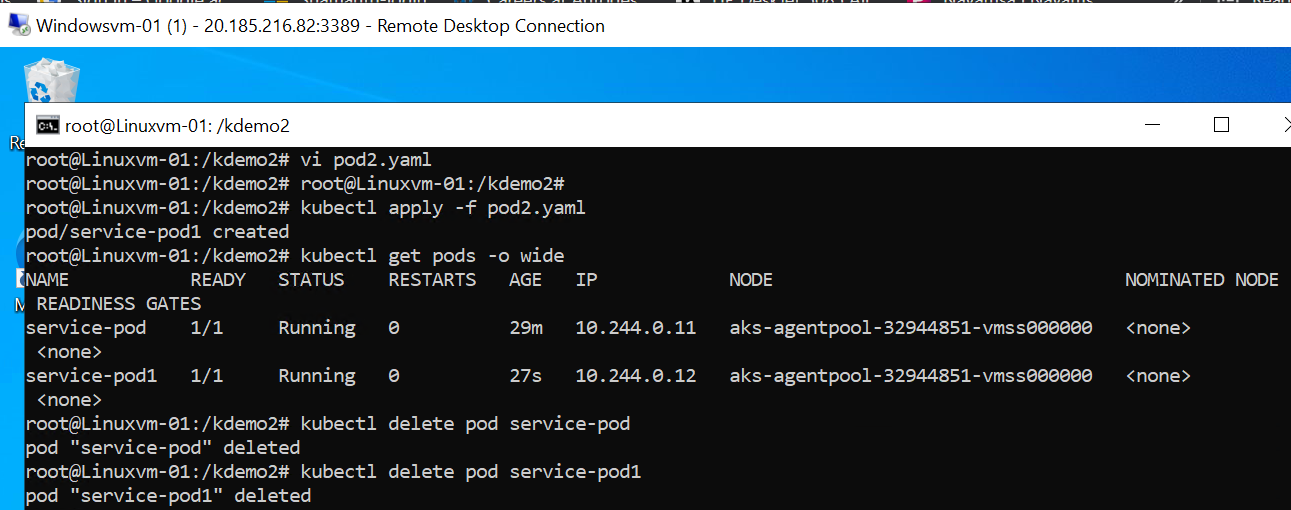 Windowsvm-01 (1) - 20.185.216.82:3389 - Remote Desktop Connection
root@Linuxvm-01: /kdemo2
root@Linuxvm-01:/kdemo2# vi pod2.yaml
root@Linuxvm-01:/kdemo2# root@Linuxvm-01:/kdemo2#
root@Linuxvm-01:/kdemo2# kubectl apply -f pod2.yaml
pod/service-pod1 created
root@Linuxvm-01:/kdemo2# kubectl get pods -o wide
NAME READY STATUS RESTARTS AGE IP NODE NOMINATED NODE
READINESS GATES
service-pod 1/1 Running 0 29m 10.244.0.11 aks-agentpool-32944851-vmss000000 <none>
<none>
service-pod1 1/1 Running 0 27s 10.244.0.12 aks-agentpool-32944851-vmss000000 <none>
<none>
root@Linuxvm-01:/kdemo2# kubectl delete pod service-pod
pod "service-pod" deleted
root@Linuxvm-01:/kdemo2# kubectl delete pod service-pod1
pod "service-pod1" deleted